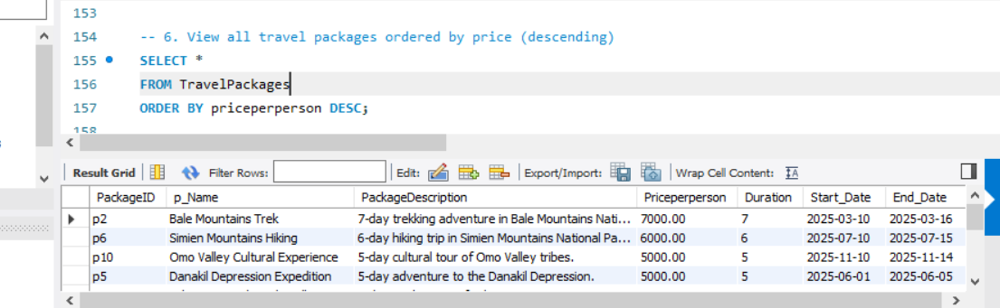 153
154 -- 6. View all travel packages ordered by price (descending)
155 SELECT *
156 FROM TravelPackages
157 ORDER BY priceperperson DESC;
158
Result Grid Filter Rows: Edit: Export/Import: Wrap Cell Content:
PackageID p_Name PackageDescription Priceperperson Duration Start_Date End_Date
p2 Bale Mountains Trek 7-day trekking adventure in Bale Mountains Nati... 7000.00 7 2025-03-10 2025-03-16
p6 Simien Mountains Hiking 6-day hiking trip in Simien Mountains National Pa... 6000.00 6 2025-07-10 2025-07-15
p10 Omo Valley Cultural Experience 5-day cultural tour of Omo Valley tribes. 5000.00 5 2025-11-10 2025-11-14
p5 Danakil Depression Expedition 5-day adventure to the Danakil Depression. 5000.00 5 2025-06-01 2025-06-05